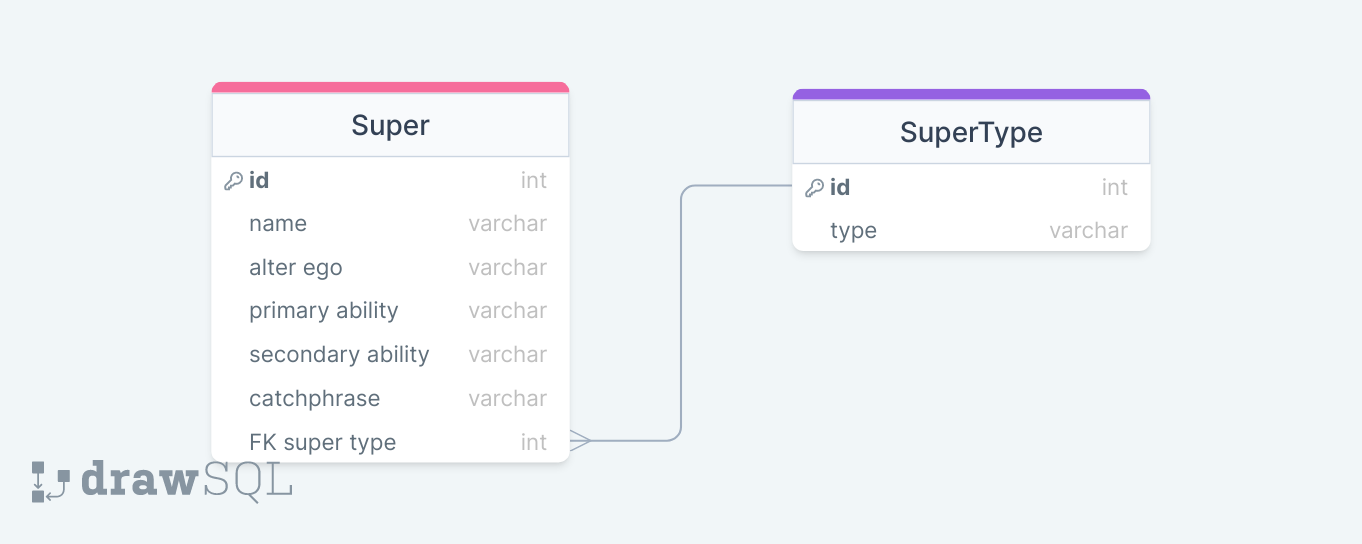 Super
id int
name varchar
alter ego varchar
primary ability varchar
secondary ability varchar
catchphrase varchar
FK super type int
SuperType
id int
type varchar
drawSQL